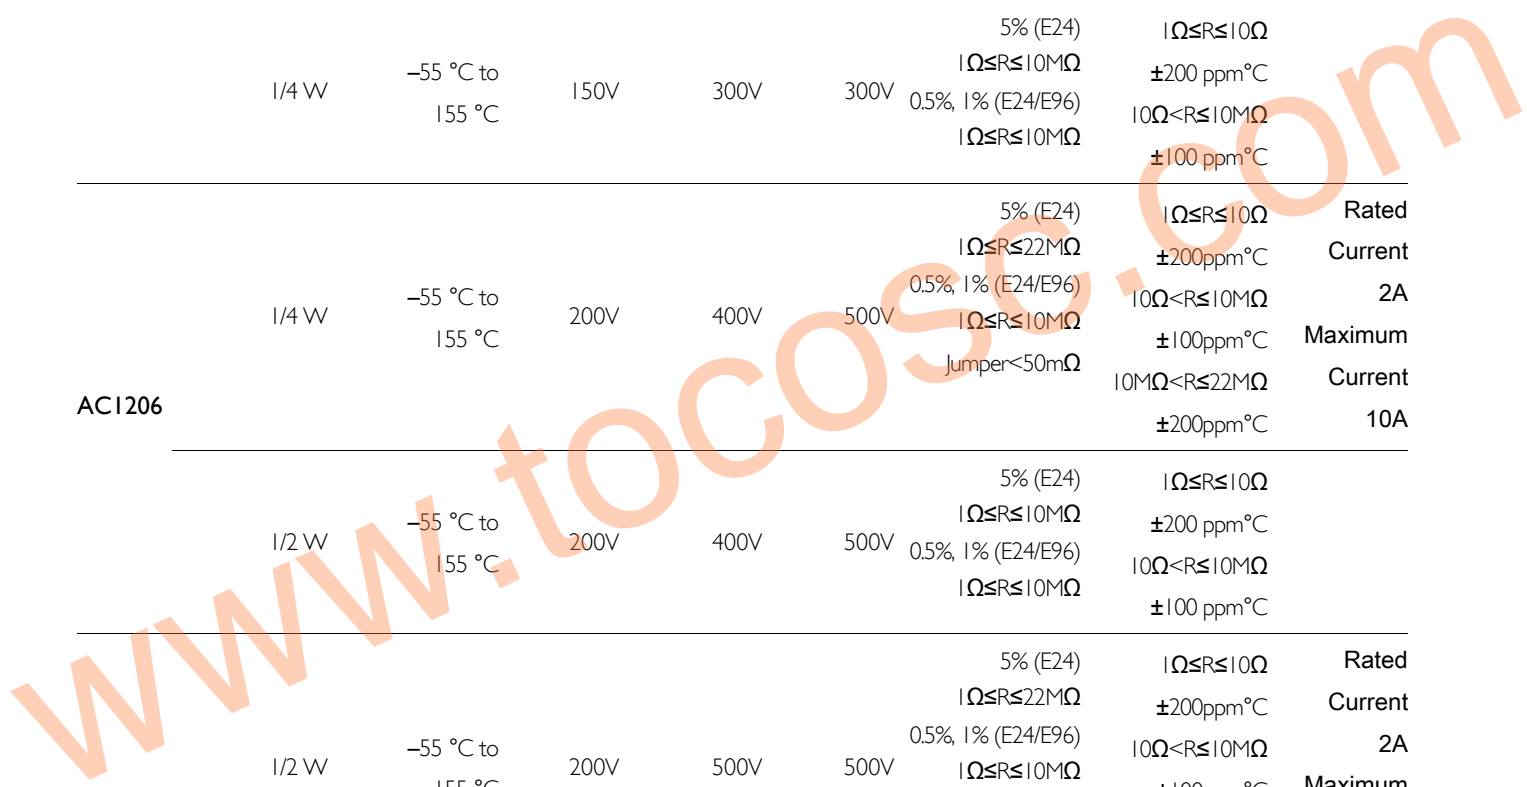 1/4 W
–55 °C to
155 °C
150V
300V
300V
5% (E24)
1Ω≤R≤10MΩ
0.5%, 1% (E24/E96)
1Ω≤R≤10MΩ
1Ω≤R≤10Ω
±200 ppm°C
10Ω<R≤10MΩ
±100 ppm°C
AC1206
1/4 W
–55 °C to
155 °C
200V
400V
500V
5% (E24)
1Ω≤R≤22MΩ
0.5%, 1% (E24/E96)
1Ω≤R≤10MΩ
Jumper<50mΩ
1Ω≤R≤10Ω
±200ppm°C
10Ω<R≤10MΩ
±100ppm°C
10MΩ<R≤22MΩ
±200ppm°C
Rated
Current
2A
Maximum
Current
10A
1/2 W
–55 °C to
155 °C
200V
400V
500V
5% (E24)
1Ω≤R≤10MΩ
0.5%, 1% (E24/E96)
1Ω≤R≤10MΩ
1Ω≤R≤10Ω
±200 ppm°C
10Ω<R≤10MΩ
±100 ppm°C
1/2 W
–55 °C to
155 °C
200V
500V
500V
5% (E24)
1Ω≤R≤22MΩ
0.5%, 1% (E24/E96)
1Ω≤R≤10MΩ
1Ω≤R≤10Ω
±200ppm°C
10Ω<R≤10MΩ
±100ppm°C
Rated
Current
2A
Maximum
www.tocosc.com